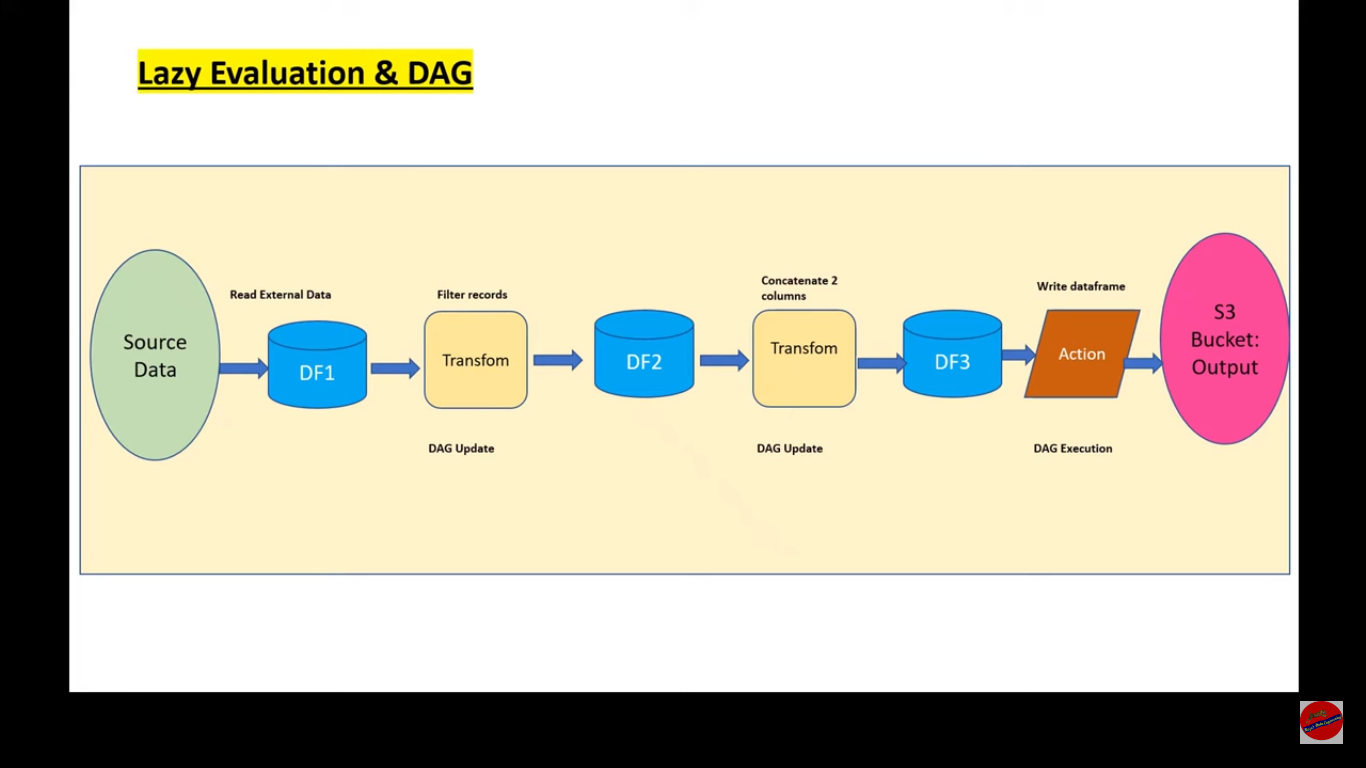 Lazy Evaluation & DAG
Read External Data
Filter records
Concatenate 2
columns
Write dataframe
Source
Data
DF1
Transfom
DF2
Transfom
DF3
Action
S3
Bucket:
Output
DAG Update
DAG Update
DAG Execution